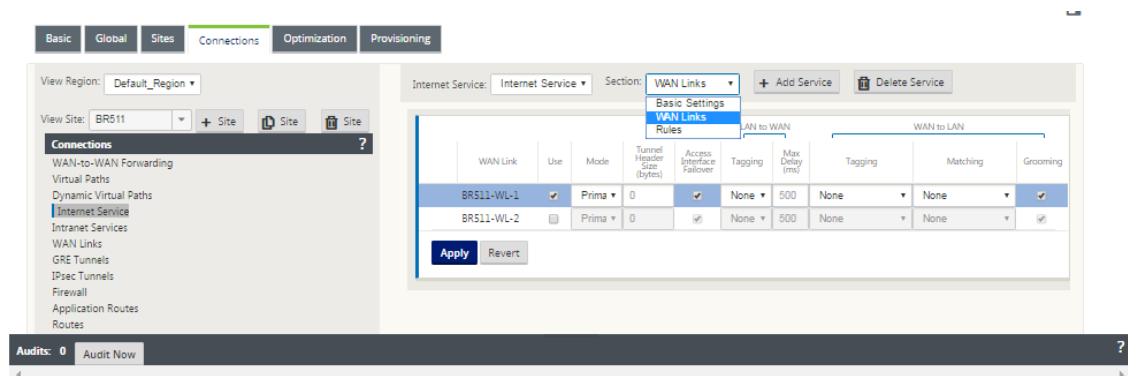 Basic Global Sites Connections Optimization Provisioning
View Region: Default_Region
Internet Service: Internet Service Section: WAN Links + Add Service Delete Service
Basic Settings
WAN Links
Rules
View Site: BR511 + Site Site Site
Connections ?
WAN-to-WAN Forwarding
Virtual Paths
Dynamic Virtual Paths
Internet Service
Intranet Services
WAN Links
GRE Tunnels
IPsec Tunnels
Firewall
Application Routes
Routes
LAN to WAN WAN to LAN
WAN Link Use Mode Tunnel Header Size (bytes) Access Interface Failover Tagging Max Delay (ms) Tagging Matching Grooming
BR511-WL-1 Prima 0 None 500 None None
BR511-WL-2 Prima 0 None 500 None None
Apply Revert
Audits: 0 Audit Now ?